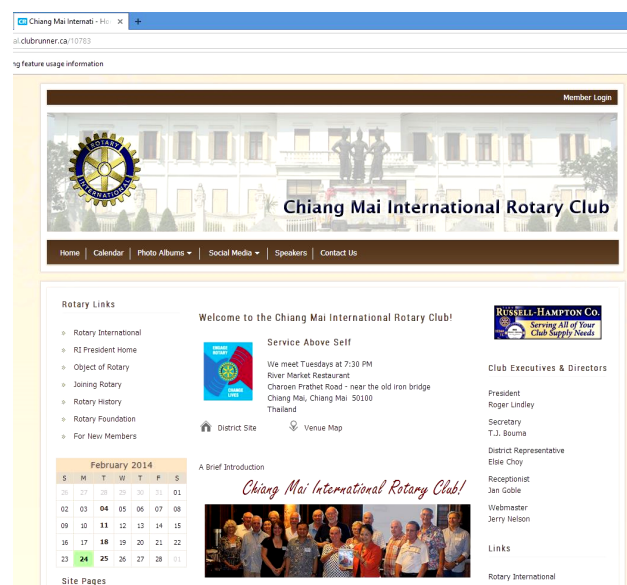 Chiang Mai Internati - Ho
al.clubrunner.ca/10783
ng feature usage information
Member Login
ROTARY
INTERNATIONAL
Chiang Mai International Rotary Club
Home
Calendar
Photo Albums
Social Media
Speakers
Contact Us
Rotary Links
Rotary International
RI President Home
Object of Rotary
Joining Rotary
Rotary History
Rotary Foundation
For New Members
February 2014
S M T W T F S
26 27 28 29 30 31 01
02 03 04 05 06 07 08
09 10 11 12 13 14 15
16 17 18 19 20 21 22
23 24 25 26 27 28 01
Site Pages
Welcome to the Chiang Mai International Rotary Club!
ENGAGE
ROTARY
CHANGE
LIVES
Service Above Self
We meet Tuesdays at 7:30 PM
River Market Restaurant
Charoen Prathet Road - near the old iron bridge
Chiang Mai, Chiang Mai 50100
Thailand
District Site
Venue Map
A Brief Introduction
Chiang Mai International Rotary Club!
RUSSELL-HAMPTON CO.
Serving All of Your
Club Supply Needs
Club Executives & Directors
President
Roger Lindley
Secretary
T.J. Bouma
District Representative
Elsie Choy
Receptionist
Jan Goble
Webmaster
Jerry Nelson
Links
Rotary International